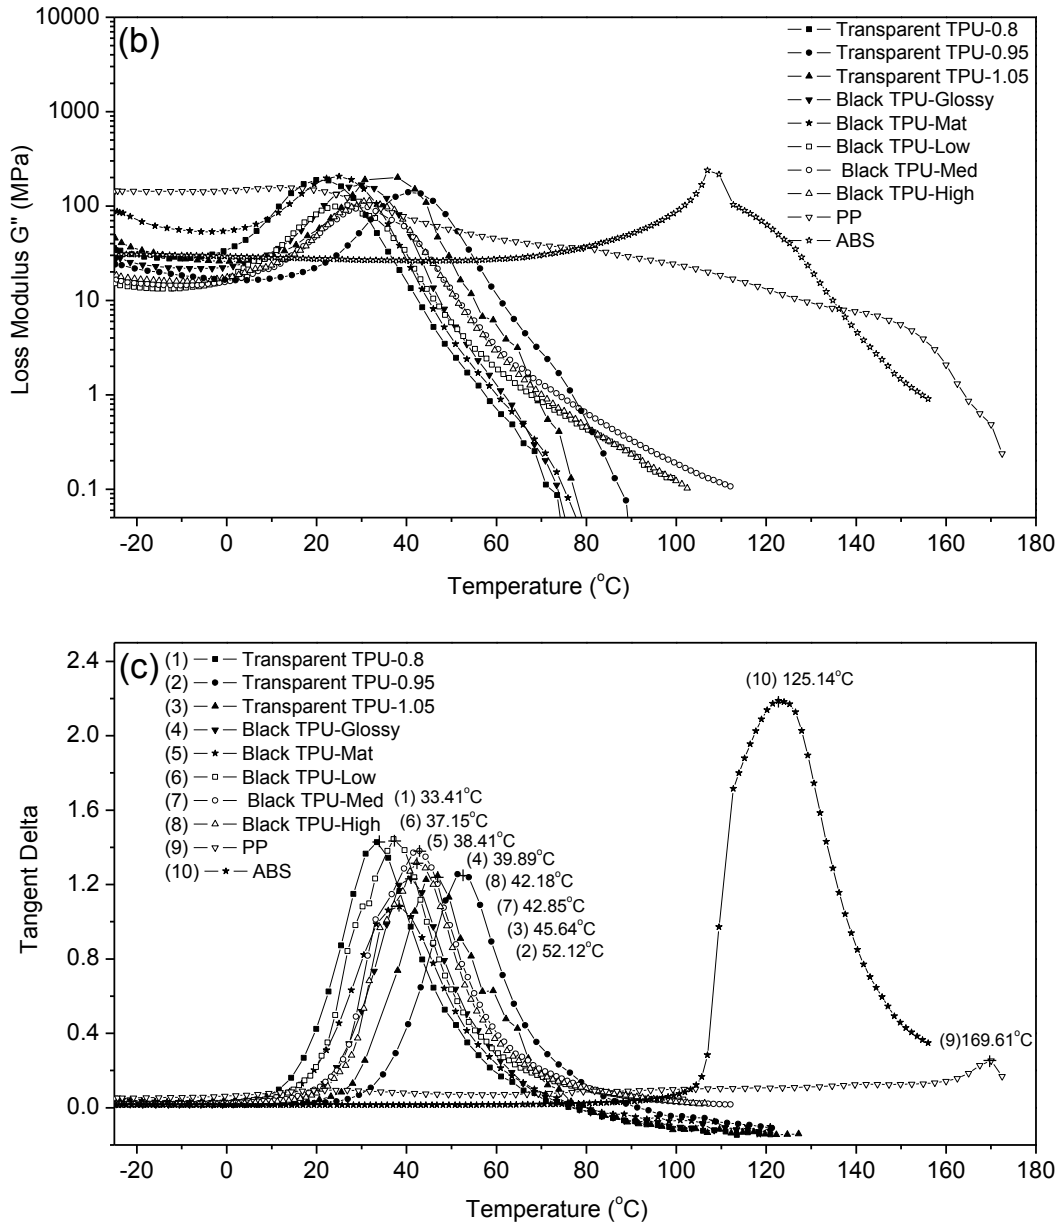 (b)
10000
1000
100
10
1
0.1
Loss Modulus G" (MPa)
Transparent TPU-0.8
Transparent TPU-0.95
Transparent TPU-1.05
Black TPU-Glossy
Black TPU-Mat
Black TPU-Low
Black TPU-Med
Black TPU-High
PP
ABS
-20 0 20 40 60 80 100 120 140 160 180
Temperature (°C)
(c)
2.4
2.0
1.6
1.2
0.8
0.4
0.0
Tangent Delta
(1) Transparent TPU-0.8
(2) Transparent TPU-0.95
(3) Transparent TPU-1.05
(4) Black TPU-Glossy
(5) Black TPU-Mat
(6) Black TPU-Low
(7) Black TPU-Med
(8) Black TPU-High
(9) PP
(10) ABS
(1) 33.41°C
(6) 37.15°C
(5) 38.41°C
(4) 39.89°C
(8) 42.18°C
(7) 42.85°C
(3) 45.64°C
(2) 52.12°C
(10) 125.14°C
(9)169.61°C
-20 0 20 40 60 80 100 120 140 160 180
Temperature (°C)